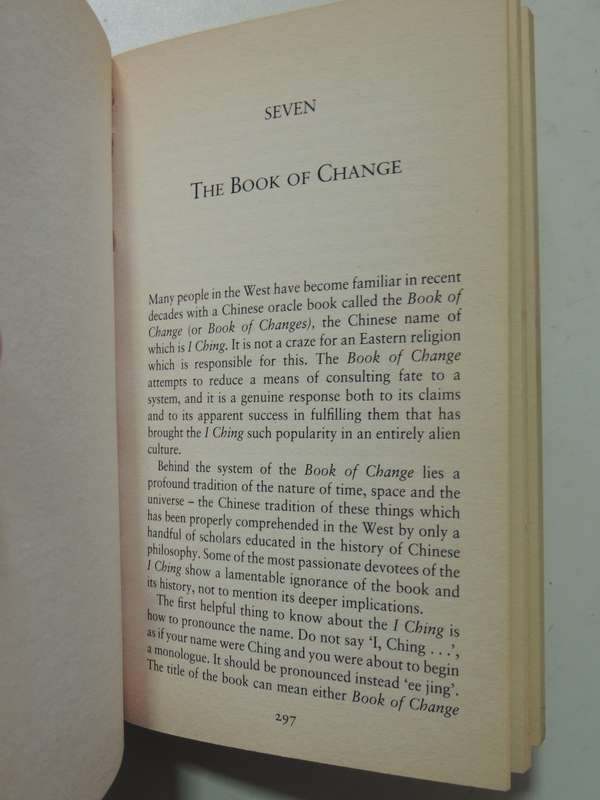 SEVEN
THE BOOK OF CHANGE
Many people in the West have become familiar in recent
decades with a Chinese oracle book called the Book of
Change (or Book of Changes), the Chinese name of
which is I Ching. It is not a craze for an Eastern religion
which is responsible for this. The Book of Change
attempts to reduce a means of consulting fate to a
system, and it is a genuine response both to its claims
and to its apparent success in fulfilling them that has
brought the I Ching such popularity in an entirely alien
culture.
Behind the system of the Book of Change lies a
profound tradition of the nature of time, space and the
universe – the Chinese tradition of these things which
has been properly comprehended in the West by only a
handful of scholars educated in the history of Chinese
philosophy. Some of the most passionate devotees of the
I Ching show a lamentable ignorance of the book and
its history, not to mention its deeper implications.
The first helpful thing to know about the I Ching is
how to pronounce the name. Do not say ‘I, Ching . . .’,
as if your name were Ching and you were about to begin
a monologue. It should be pronounced instead ‘ee jing’.
The title of the book can mean either Book of Change
297